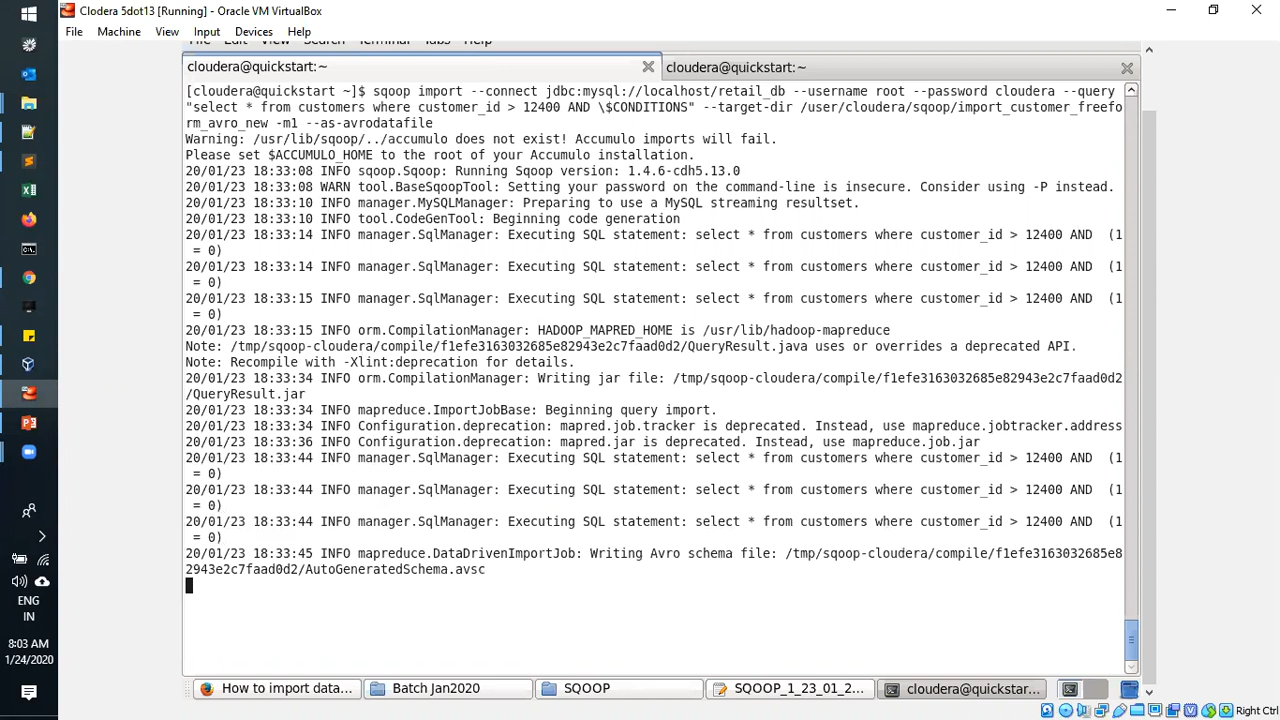 Clodera 5dot13 [Running] - Oracle VM VirtualBox
File Machine View Input Devices Help
File Edit View Search Terminal Tabs Help
cloudera@quickstart:~
cloudera@quickstart:~
[cloudera@quickstart ~]$ sqoop import --connect jdbc:mysql://localhost/retail_db --username root --password cloudera --query
"select * from customers where customer_id > 12400 AND \$CONDITIONS" --target-dir /user/cloudera/sqoop/import_customer_freefo
rm_avro_new -m1 --as-avrodatafile
Warning: /usr/lib/sqoop/../accumulo does not exist! Accumulo imports will fail.
Please set $ACCUMULO_HOME to the root of your Accumulo installation.
20/01/23 18:33:08 INFO sqoop.Sqoop: Running Sqoop version: 1.4.6-cdh5.13.0
20/01/23 18:33:08 WARN tool.BaseSqoopTool: Setting your password on the command-line is insecure. Consider using -P instead.
20/01/23 18:33:10 INFO manager.MySQLManager: Preparing to use a MySQL streaming resultset.
20/01/23 18:33:10 INFO tool.CodeGenTool: Beginning code generation
20/01/23 18:33:14 INFO manager.SqlManager: Executing SQL statement: select * from customers where customer_id > 12400 AND  (1
 = 0)
20/01/23 18:33:14 INFO manager.SqlManager: Executing SQL statement: select * from customers where customer_id > 12400 AND  (1
 = 0)
20/01/23 18:33:15 INFO manager.SqlManager: Executing SQL statement: select * from customers where customer_id > 12400 AND  (1
 = 0)
20/01/23 18:33:15 INFO orm.CompilationManager: HADOOP_MAPRED_HOME is /usr/lib/hadoop-mapreduce
Note: /tmp/sqoop-cloudera/compile/f1efe3163032685e82943e2c7faad0d2/QueryResult.java uses or overrides a deprecated API.
Note: Recompile with -Xlint:deprecation for details.
20/01/23 18:33:34 INFO orm.CompilationManager: Writing jar file: /tmp/sqoop-cloudera/compile/f1efe3163032685e82943e2c7faad0d2
/QueryResult.jar
20/01/23 18:33:34 INFO mapreduce.ImportJobBase: Beginning query import.
20/01/23 18:33:34 INFO Configuration.deprecation: mapred.job.tracker is deprecated. Instead, use mapreduce.jobtracker.address
20/01/23 18:33:36 INFO Configuration.deprecation: mapred.jar is deprecated. Instead, use mapreduce.job.jar
20/01/23 18:33:44 INFO manager.SqlManager: Executing SQL statement: select * from customers where customer_id > 12400 AND  (1
 = 0)
20/01/23 18:33:44 INFO manager.SqlManager: Executing SQL statement: select * from customers where customer_id > 12400 AND  (1
 = 0)
20/01/23 18:33:44 INFO manager.SqlManager: Executing SQL statement: select * from customers where customer_id > 12400 AND  (1
 = 0)
20/01/23 18:33:45 INFO mapreduce.DataDrivenImportJob: Writing Avro schema file: /tmp/sqoop-cloudera/compile/f1efe3163032685e8
2943e2c7faad0d2/AutoGeneratedSchema.avsc
ENG
IN
8:03 AM
1/24/2020
How to import data...
Batch Jan2020
SQOOP
SQOOP_1_23_01_2...
cloudera@quickstar...
Right Ctrl